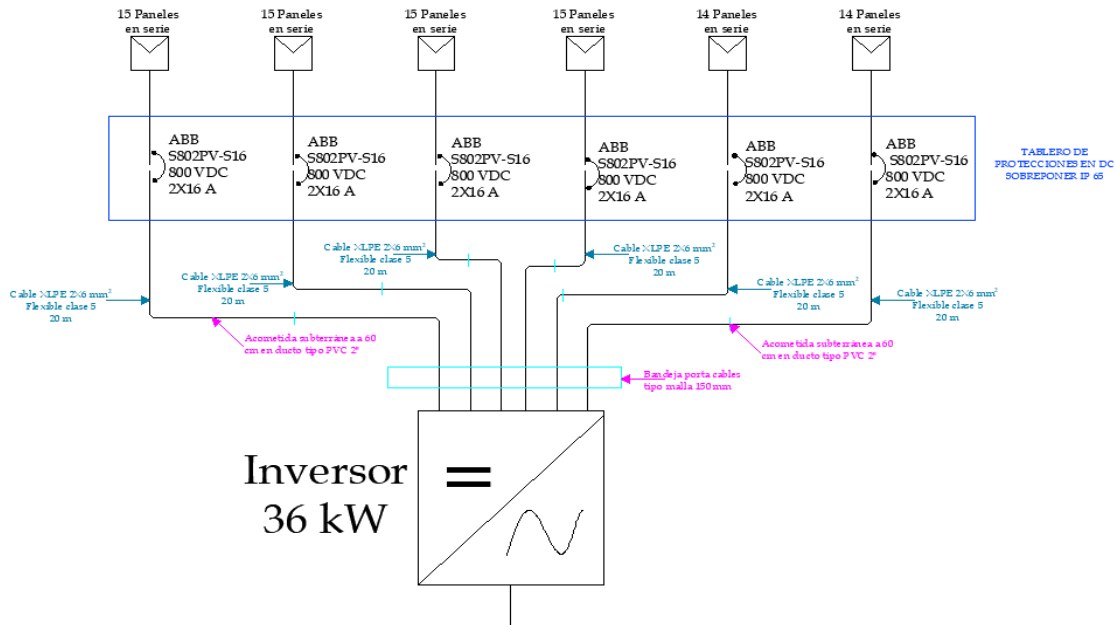 15 Paneles
en serie
15 Paneles
en serie
15 Paneles
en serie
15 Paneles
en serie
14 Paneles
en serie
14 Paneles
en serie
ABB
S802PV-S16
800 VDC
2X16 A
ABB
S802PV-S16
800 VDC
2X16 A
ABB
S802PV-S16
800 VDC
2X16 A
ABB
S802PV-S16
800 VDC
2X16 A
ABB
S802PV-S16
800 VDC
2X16 A
ABB
S802PV-S16
800 VDC
2X16 A
TABLERO DE
PROTECCIONES EN DC
SOBREPONER IP 65
Cable XLPE 2X6 mm²
Flexible clase 5
20 m
Cable XLPE 2X6 mm²
Flexible clase 5
20 m
Cable XLPE 2X6 mm²
Flexible clase 5
20 m
Cable XLPE 2X6 mm²
Flexible clase 5
20 m
Cable XLPE 2X6 mm²
Flexible clase 5
20 m
Cable XLPE 2X6 mm²
Flexible clase 5
20 m
Acometida subterránea a 60
cm en ducto tipo PVC 2"
Acometida subterránea a 60
cm en ducto tipo PVC 2"
Bandeja porta cables
tipo malla 150 mm
Inversor
36 kW